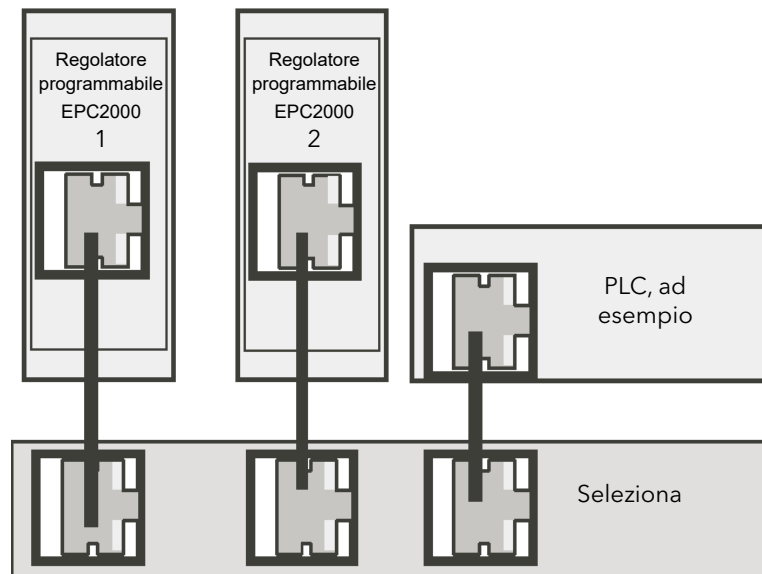 Regolatore
programmabile
EPC2000
1
Regolatore
programmabile
EPC2000
2
PLC, ad
esempio
Seleziona